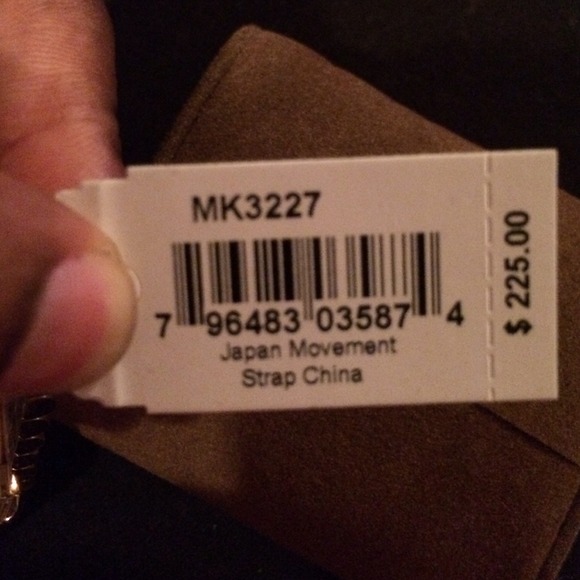 MK3227
7 96483 03587 4
Japan Movement
Strap China
$ 225.00